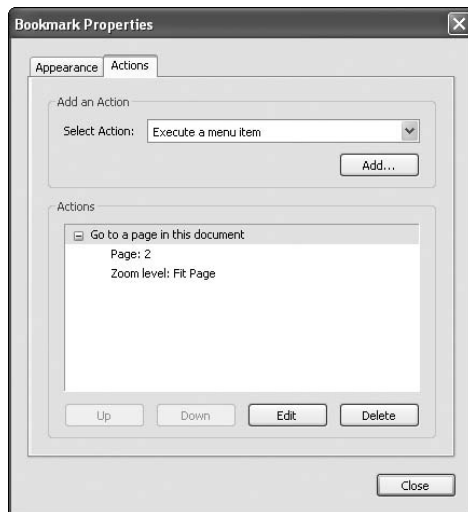 Bookmark Properties
Appearance Actions
Add an Action
Select Action: Execute a menu item
Add...
Actions
Go to a page in this document
Page: 2
Zoom level: Fit Page
Up Down Edit Delete
Close